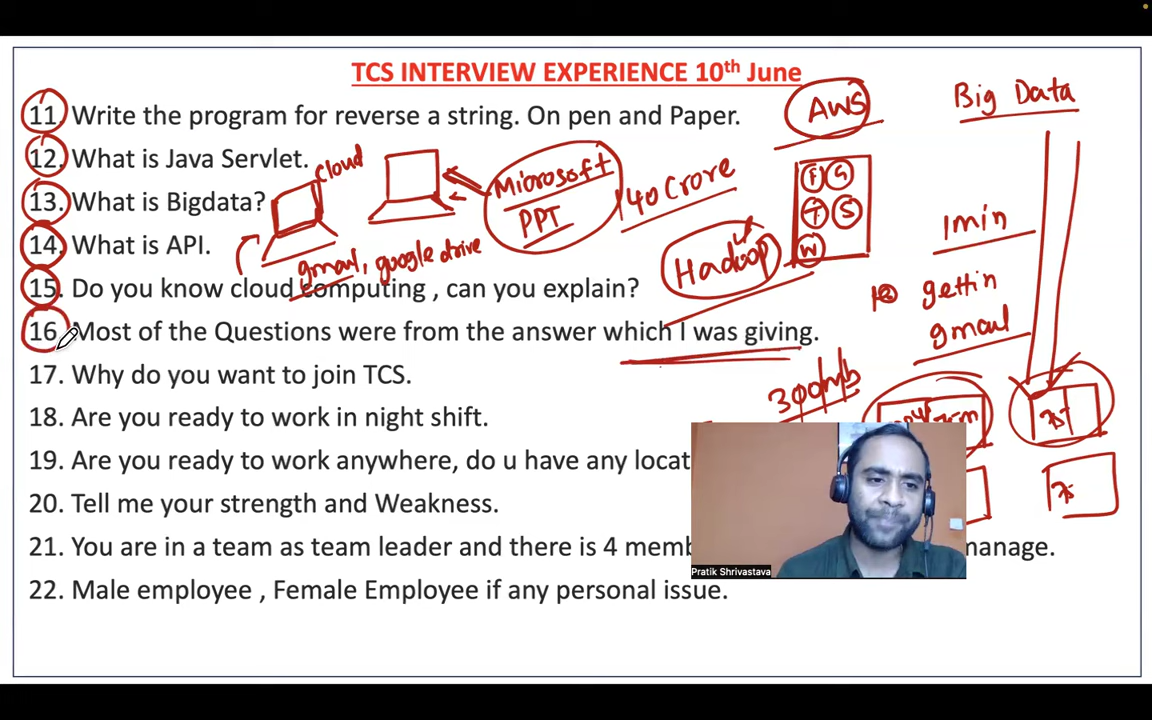 TCS INTERVIEW EXPERIENCE 10th June
11. Write the program for reverse a string. On pen and Paper.
12. What is Java Servlet.
13. What is Bigdata?
14. What is API.
15. Do you know cloud computing , can you explain?
16. Most of the Questions were from the answer which I was giving.
17. Why do you want to join TCS.
18. Are you ready to work in night shift.
19. Are you ready to work anywhere, do u have any locat
20. Tell me your strength and Weakness.
21. You are in a team as team leader and there is 4 memb manage.
22. Male employee , Female Employee if any personal issue.
Cloud
gmail, google drive
Microsoft
PPT
140 Crore
AWS
F G
T S
W
Hadoop
Big Data
1min
gettin
gmail
300mb
75
75
Pratik Shrivastava